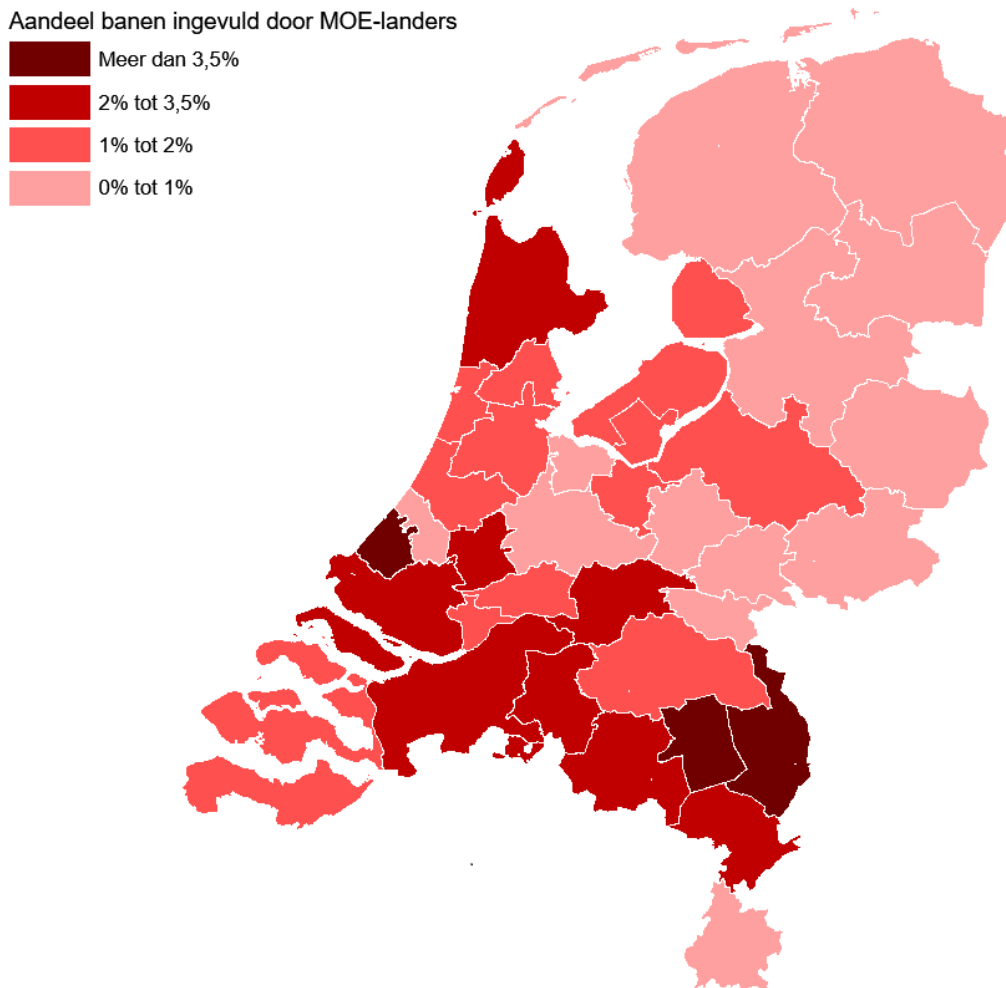 Aandeel banen ingevuld door MOE-landers
Meer dan 3,5%
2% tot 3,5%
1% tot 2%
0% tot 1%